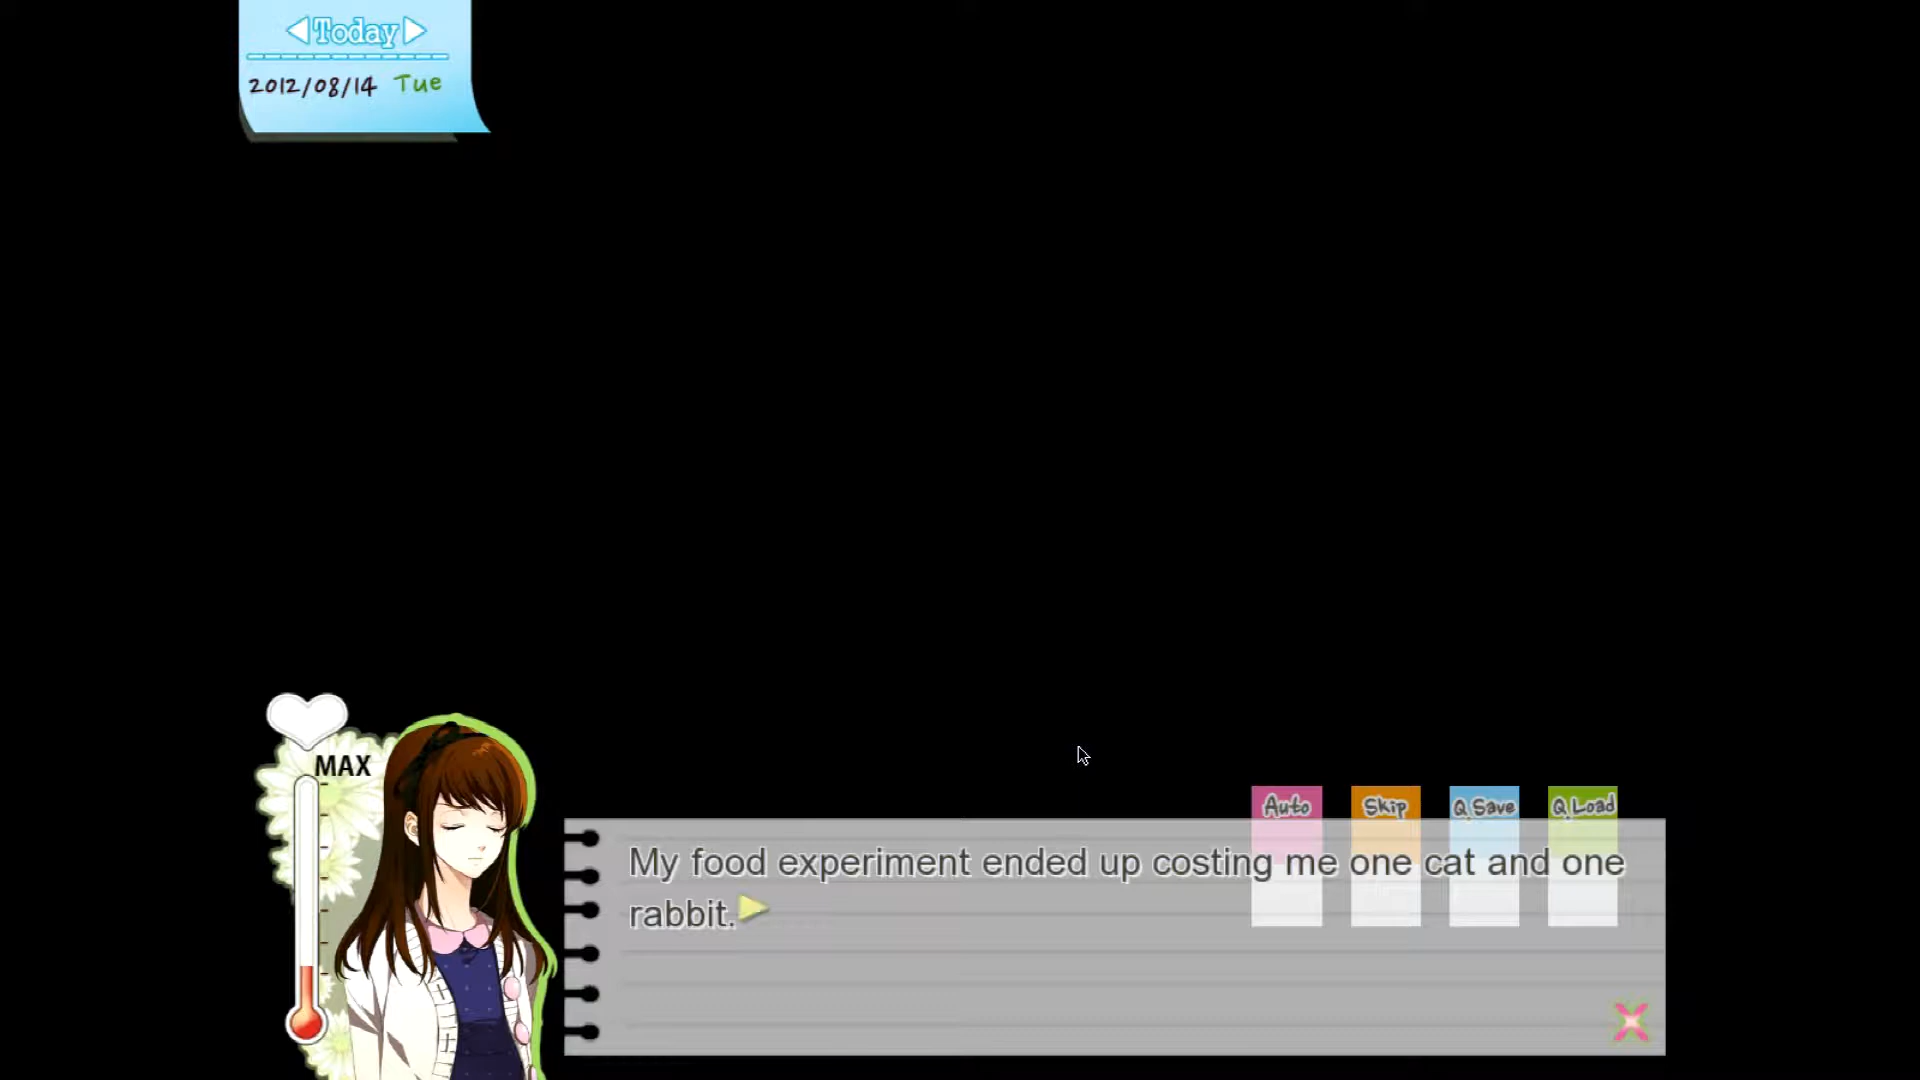 Today
2012/08/14 Tue
MAX
Auto
Skip
Q.Save
Q.Load
My food experiment ended up costing me one cat and one
rabbit.